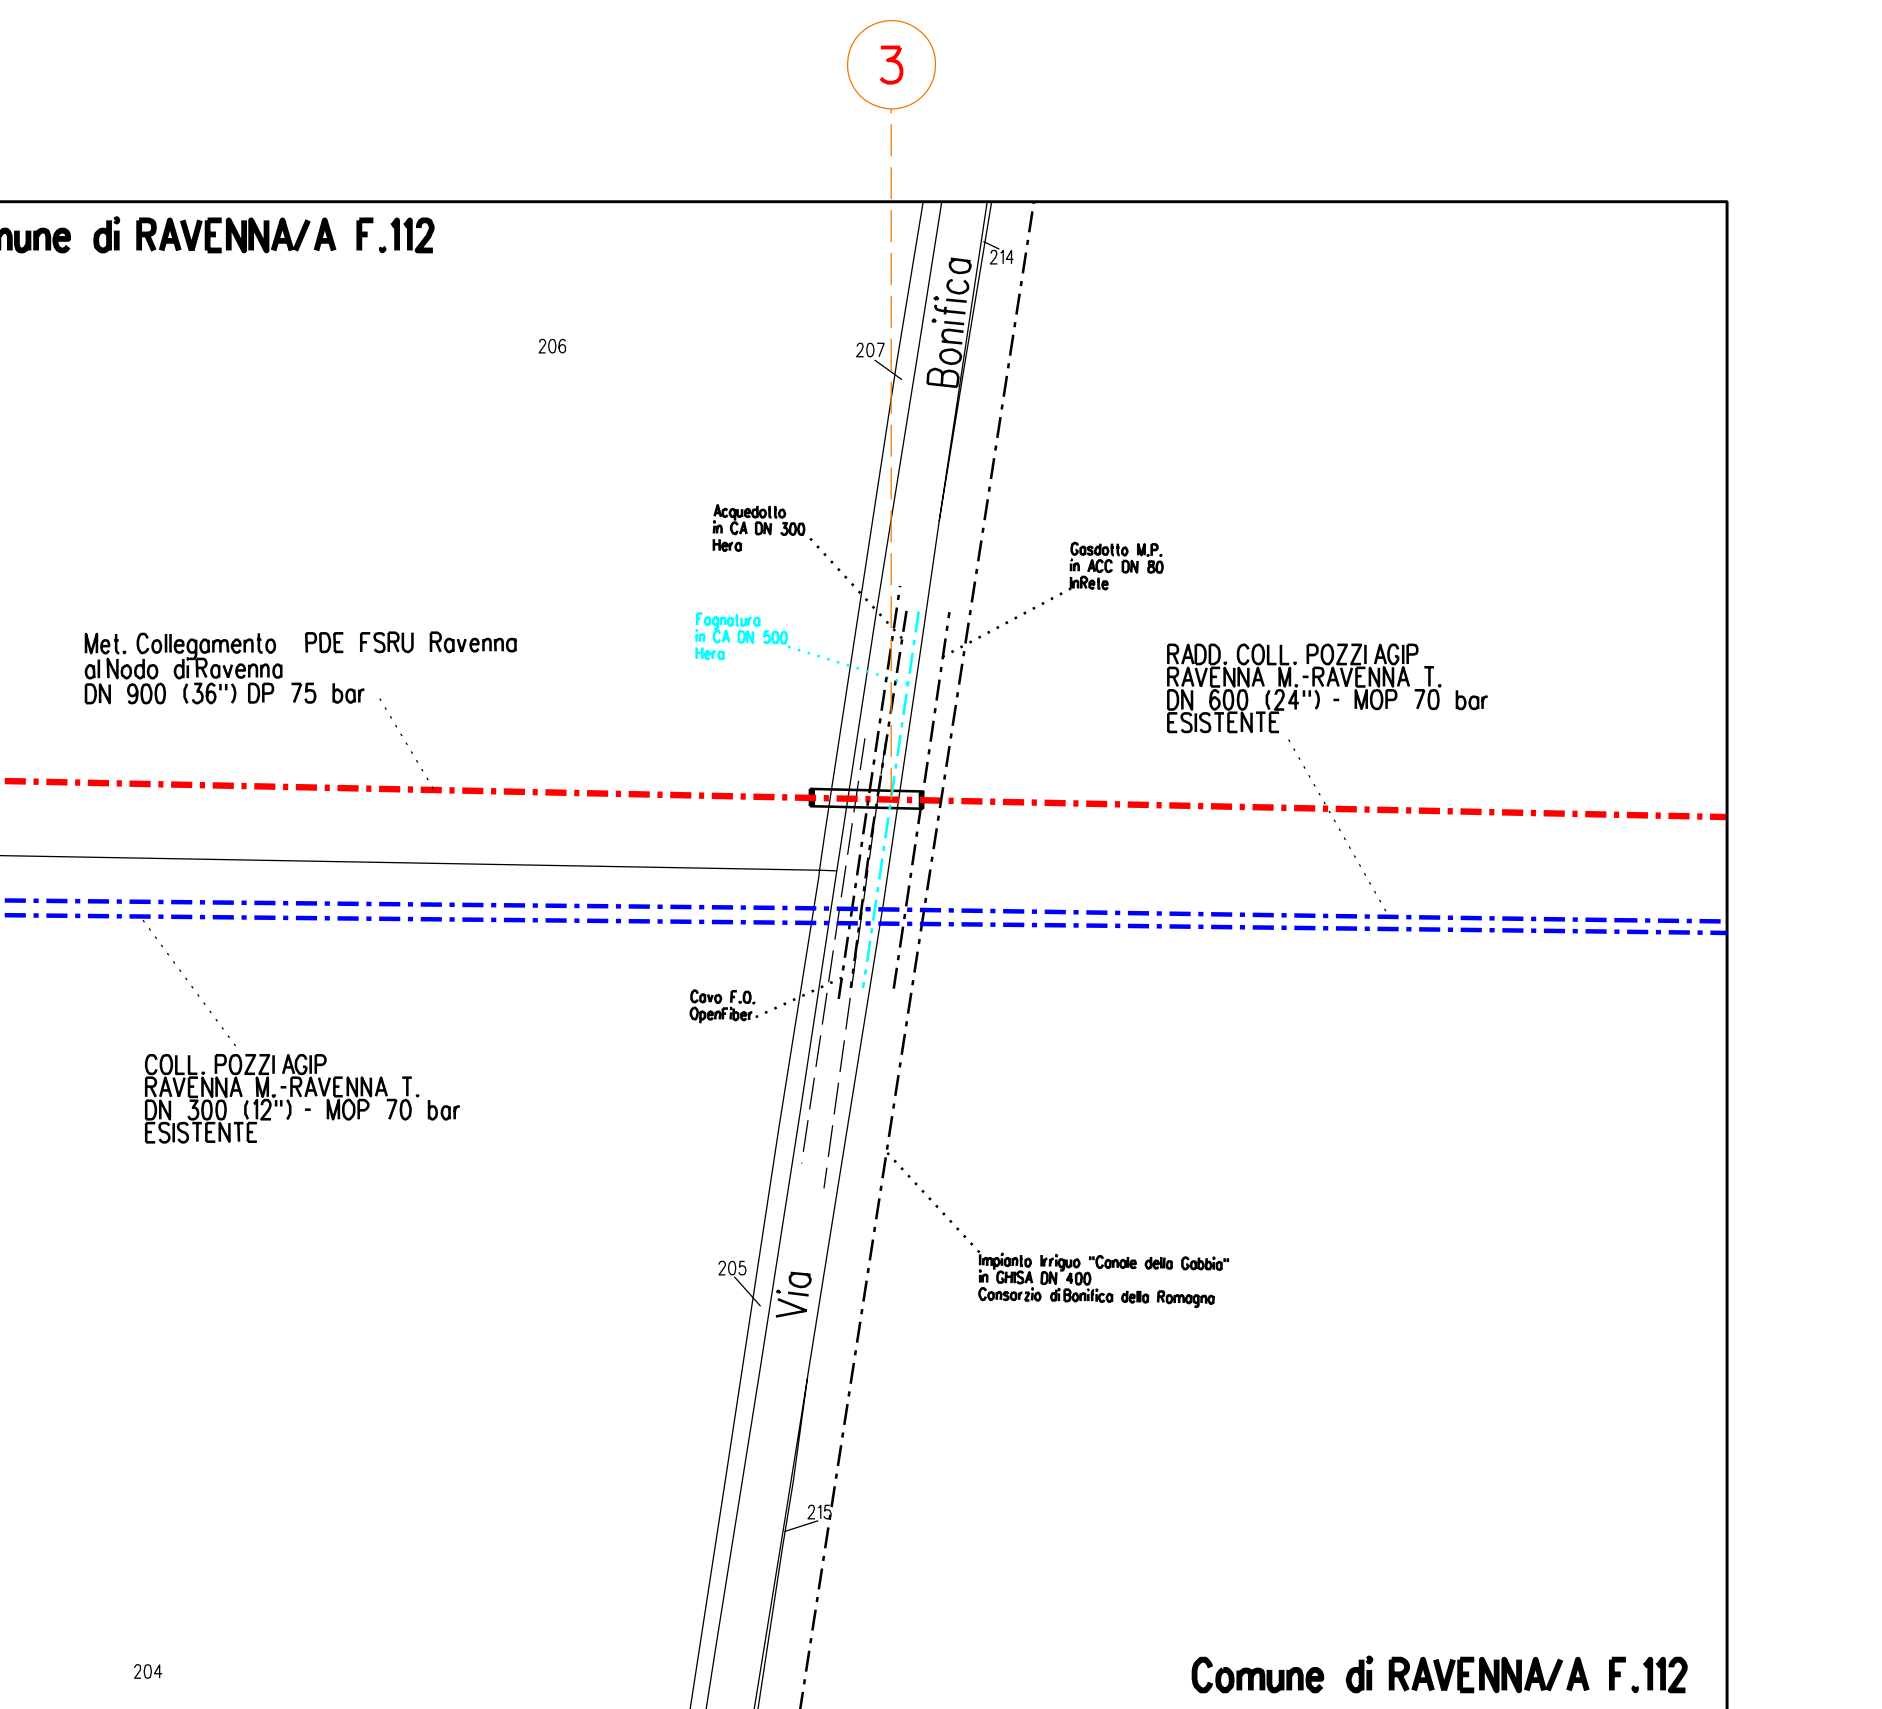 3
mune di RAVENNA/A F.112
214
Bonifica
206
207
Acquedotto
in CA DN 300
Hera
Gasdotto M.P.
in ACC DN 80
InRete
Fognatura
in CA DN 500
Hera
Met. Collegamento PDE FSRU Ravenna
al Nodo di Ravenna
DN 900 (36") DP 75 bar
RADD. COLL. POZZI AGIP
RAVENNA M.-RAVENNA T.
DN 600 (24") - MOP 70 bar
ESISTENTE
Cavo F.O.
OpenFiber
COLL. POZZI AGIP
RAVENNA M.-RAVENNA T.
DN 300 (12") - MOP 70 bar
ESISTENTE
205
Via
Impianto Irriguo "Canale della Gabbia"
in GHISA DN 400
Consorzio di Bonifica della Romagna
215
204
Comune di RAVENNA/A F.112